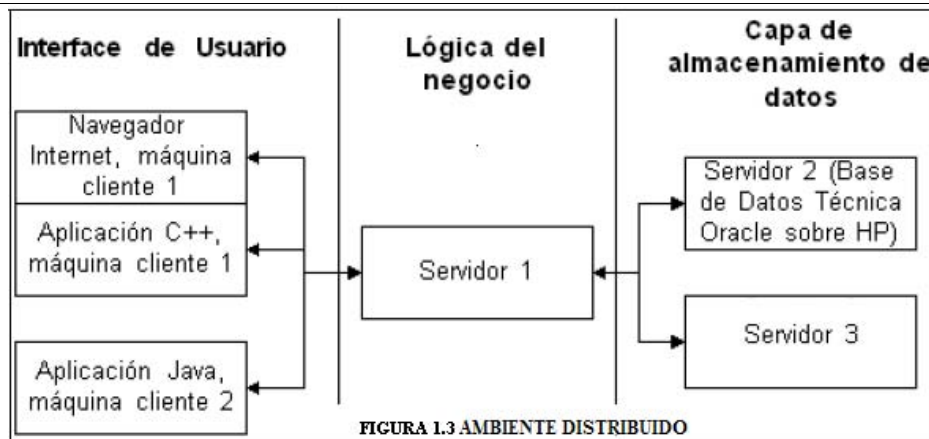 Interface de Usuario
Navegador
Internet, máquina
cliente 1
Aplicación C++,
máquina cliente 1
Aplicación Java,
máquina cliente 2
Lógica del
negocio
Servidor 1
Capa de
almacenamiento de
datos
Servidor 2 (Base
de Datos Técnica
Oracle sobre HP)
Servidor 3
FIGURA 1.3 AMBIENTE DISTRIBUIDO